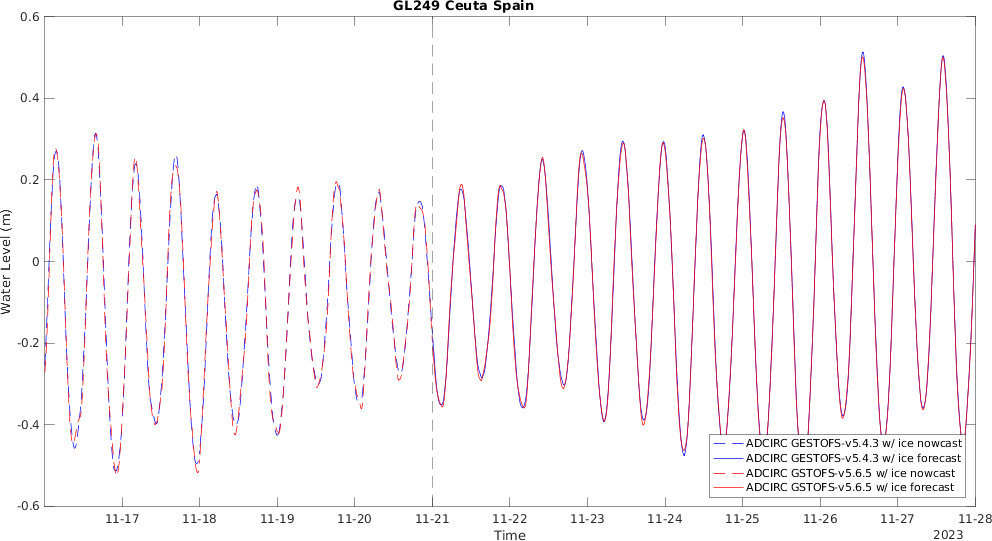 GL249 Ceuta Spain
0.6
0.4
0.2
0
-0.2
-0.4
-0.6
Water Level (m)
ADCIRC GESTOFS-v5.4.3 w/ ice nowcast
ADCIRC GESTOFS-v5.4.3 w/ ice forecast
ADCIRC GSTOFS-v5.6.5 w/ ice nowcast
ADCIRC GSTOFS-v5.6.5 w/ ice forecast
11-17 11-18 11-19 11-20 11-21 11-22 11-23 11-24 11-25 11-26 11-27 11-28
Time
2023